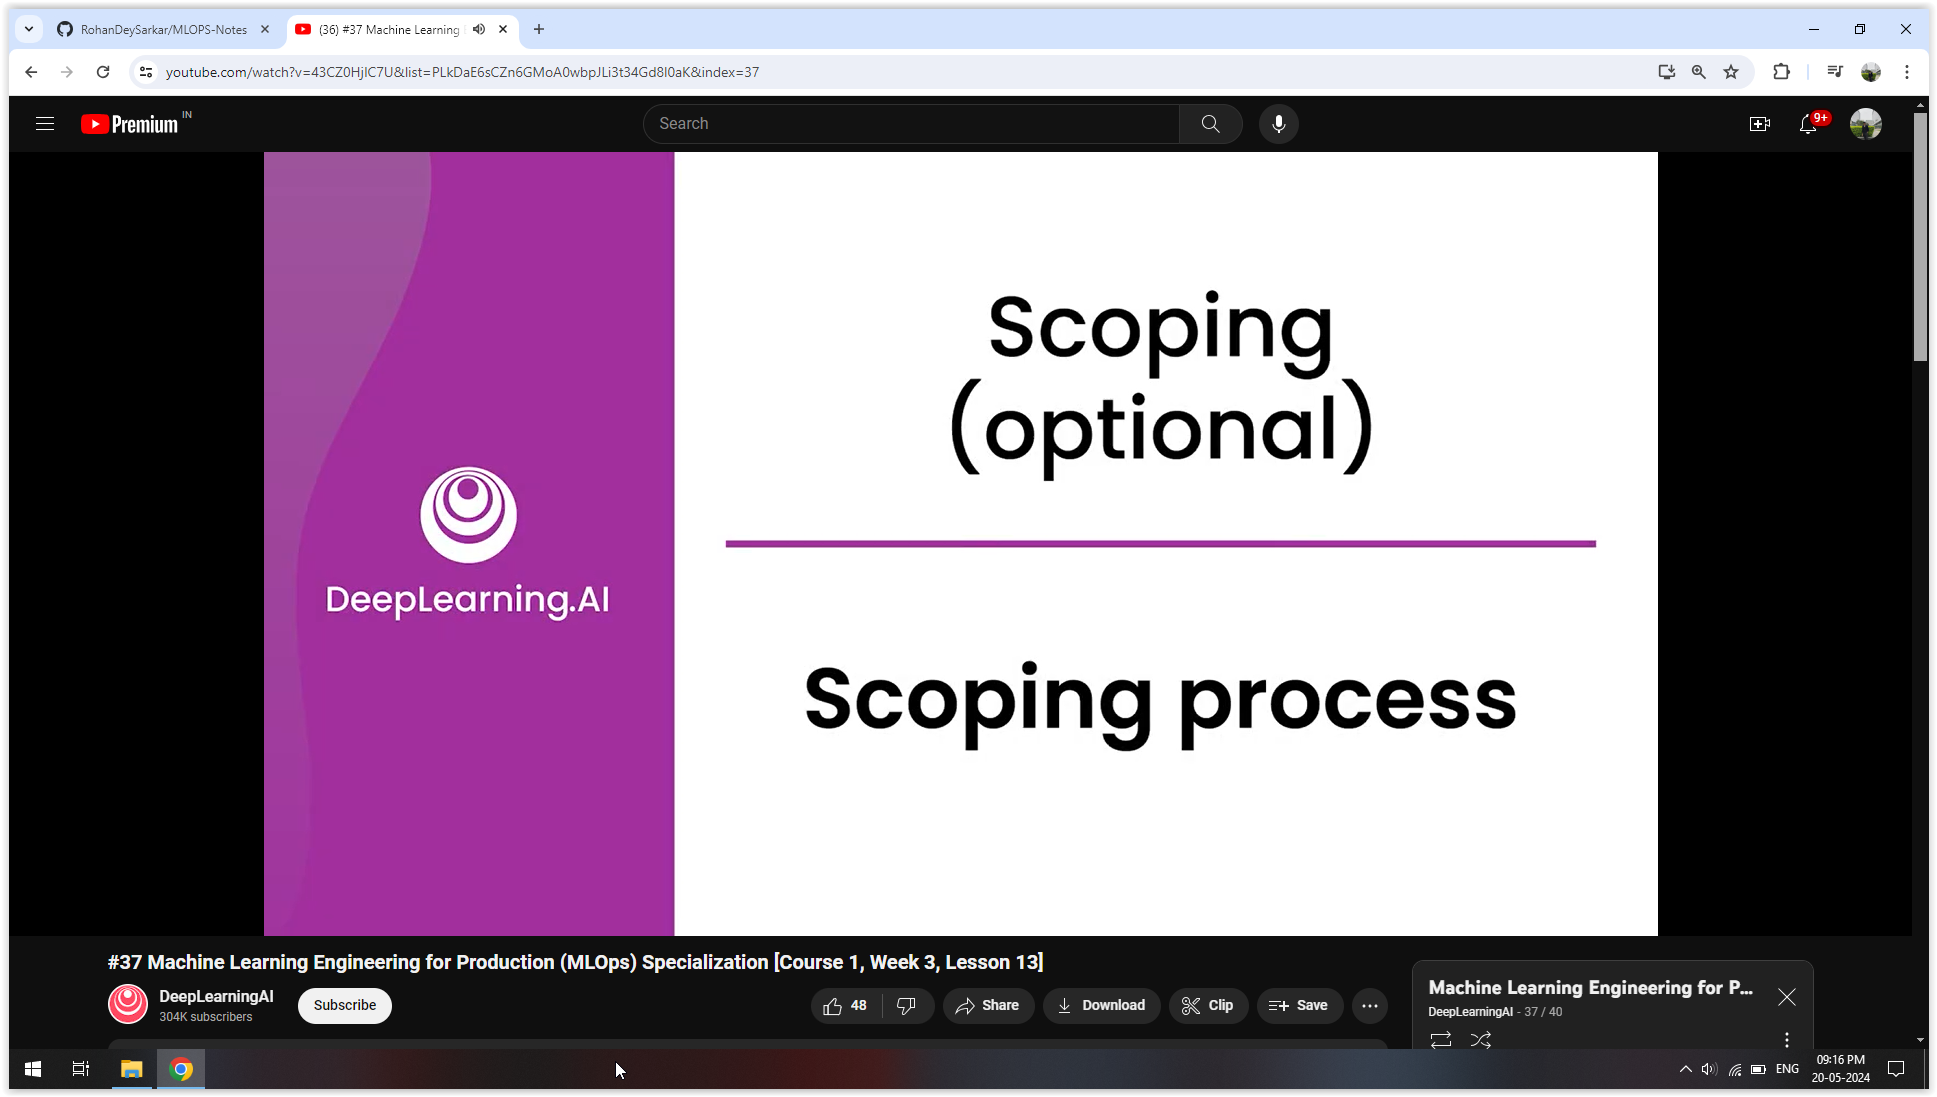 RohanDeySarkar/MLOPS-Notes
(36) #37 Machine Learning
youtube.com/watch?v=43CZ0HjIC7U&list=PLkDaE6sCZn6GMoA0wbpJLi3t34Gd8I0aK&index=37
Premium IN
Search
9+
Scoping
(optional)
DeepLearning.AI
Scoping process
#37 Machine Learning Engineering for Production (MLOps) Specialization [Course 1, Week 3, Lesson 13]
DeepLearningAI
304K subscribers
Subscribe
48
Share
Download
Clip
Save
Machine Learning Engineering for P...
DeepLearningAI - 37 / 40
ENG
09:16 PM
20-05-2024